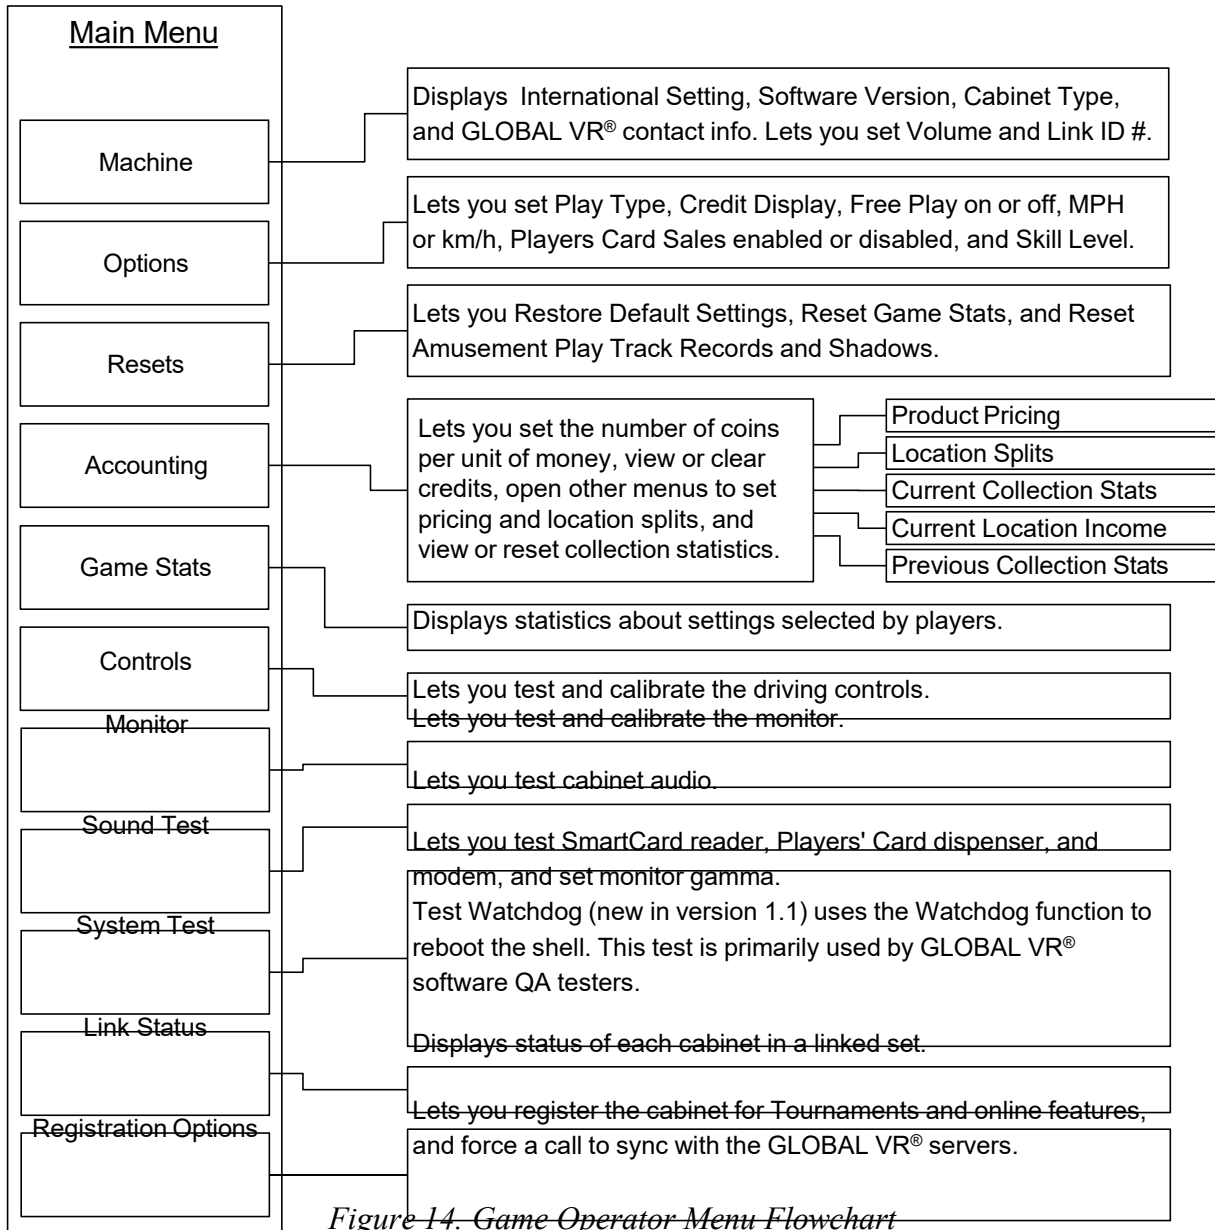 Main Menu
Machine
Displays International Setting, Software Version, Cabinet Type,
and GLOBAL VR® contact info. Lets you set Volume and Link ID #.
Options
Lets you set Play Type, Credit Display, Free Play on or off, MPH
or km/h, Players Card Sales enabled or disabled, and Skill Level.
Resets
Lets you Restore Default Settings, Reset Game Stats, and Reset
Amusement Play Track Records and Shadows.
Accounting
Lets you set the number of coins
per unit of money, view or clear
credits, open other menus to set
pricing and location splits, and
view or reset collection statistics.
Product Pricing
Location Splits
Current Collection Stats
Current Location Income
Previous Collection Stats
Game Stats
Displays statistics about settings selected by players.
Controls
Lets you test and calibrate the driving controls.
Monitor
Lets you test and calibrate the monitor.
Sound Test
Lets you test cabinet audio.
System Test
Lets you test SmartCard reader, Players' Card dispenser, and
modem, and set monitor gamma.
Test Watchdog (new in version 1.1) uses the Watchdog function to
reboot the shell. This test is primarily used by GLOBAL VR®
software QA testers.
Link Status
Displays status of each cabinet in a linked set.
Registration Options
Lets you register the cabinet for Tournaments and online features,
and force a call to sync with the GLOBAL VR® servers.
Figure 14. Game Operator Menu Flowchart